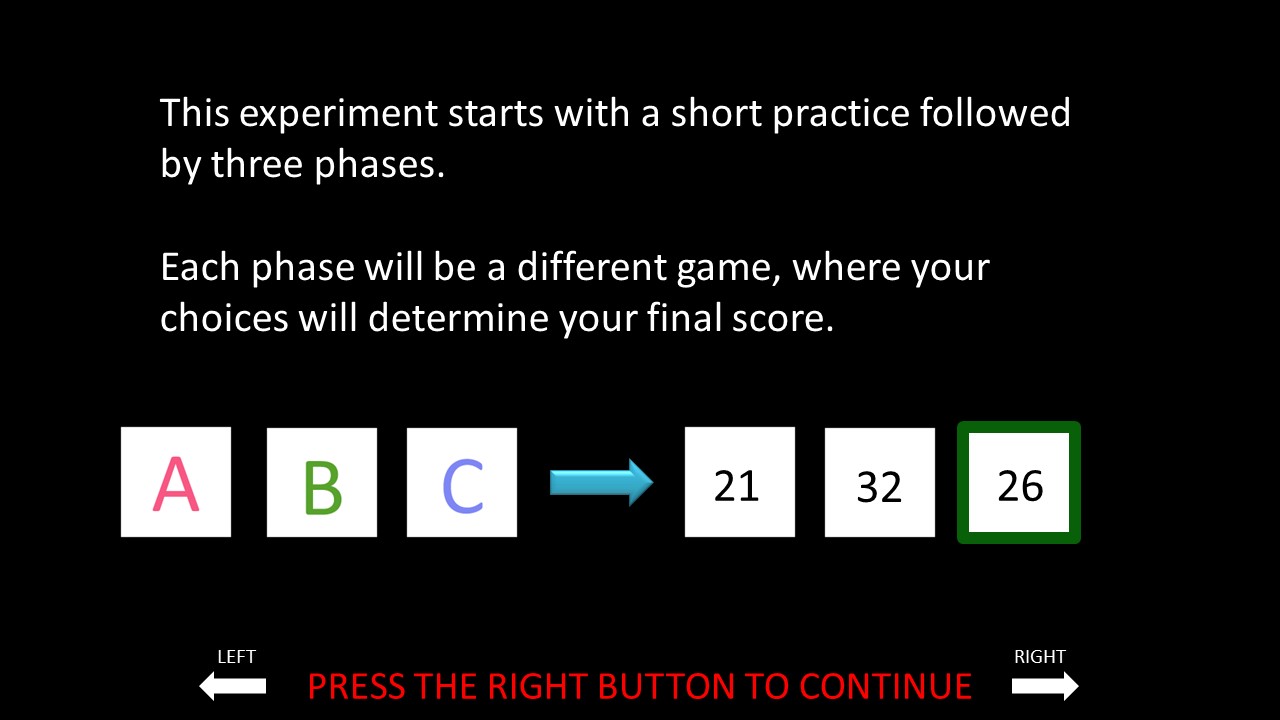 This experiment starts with a short practice followed
by three phases.
Each phase will be a different game, where your
choices will determine your final score.
A B C 21 32 26
LEFT RIGHT
PRESS THE RIGHT BUTTON TO CONTINUE